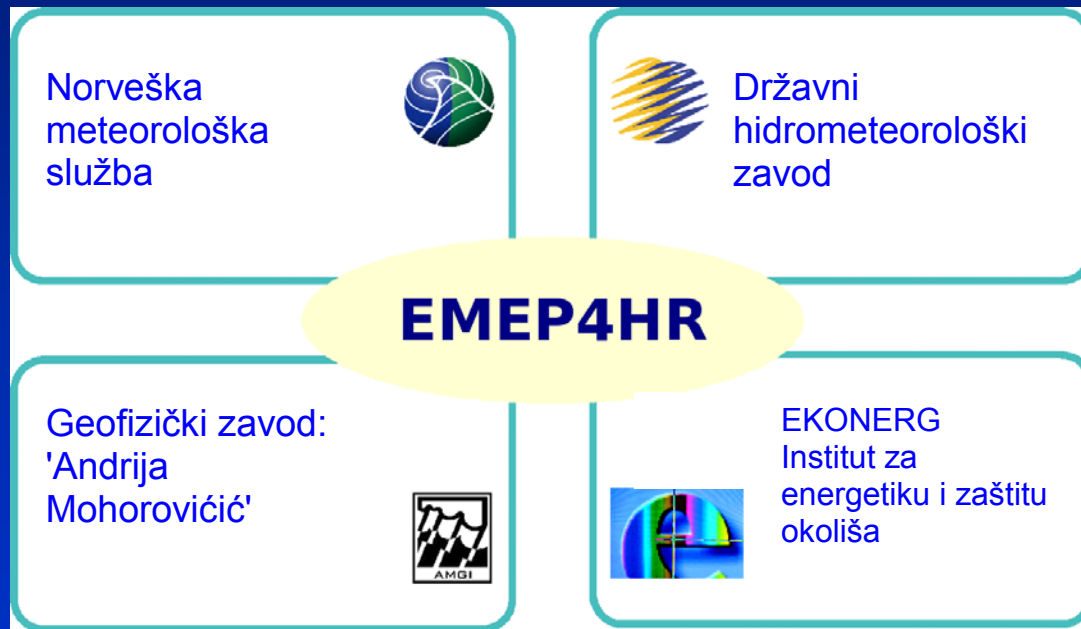 Norveška
meteorološka
služba
Državni
hidrometeorološki
zavod
EMEP4HR
Geofizički zavod:
'Andrija
Mohorovićić'
AMGI
EKONERG
Institut za
energetiku i zaštitu
okoliša